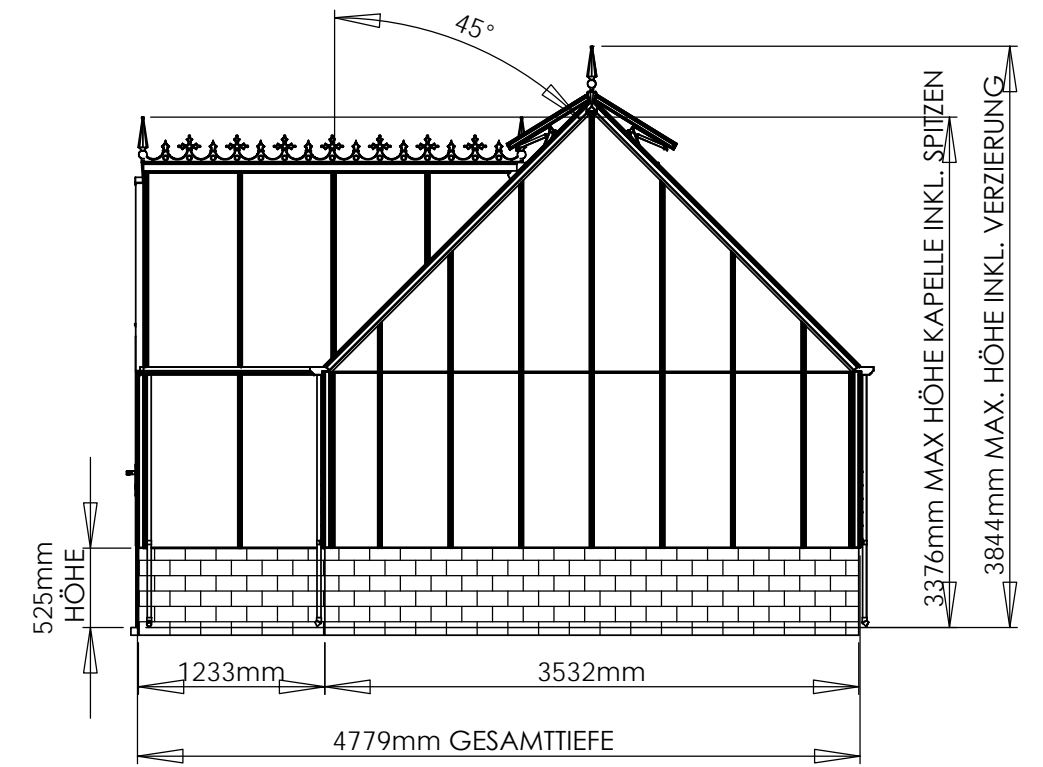 45°
3376mm MAX HÖHE KAPELLE INKL. SPITZEN
3844mm MAX. HÖHE INKL. VERZIERUNG
525mm
HÖHE
1233mm
3532mm
4779mm GESAMTTIEFE